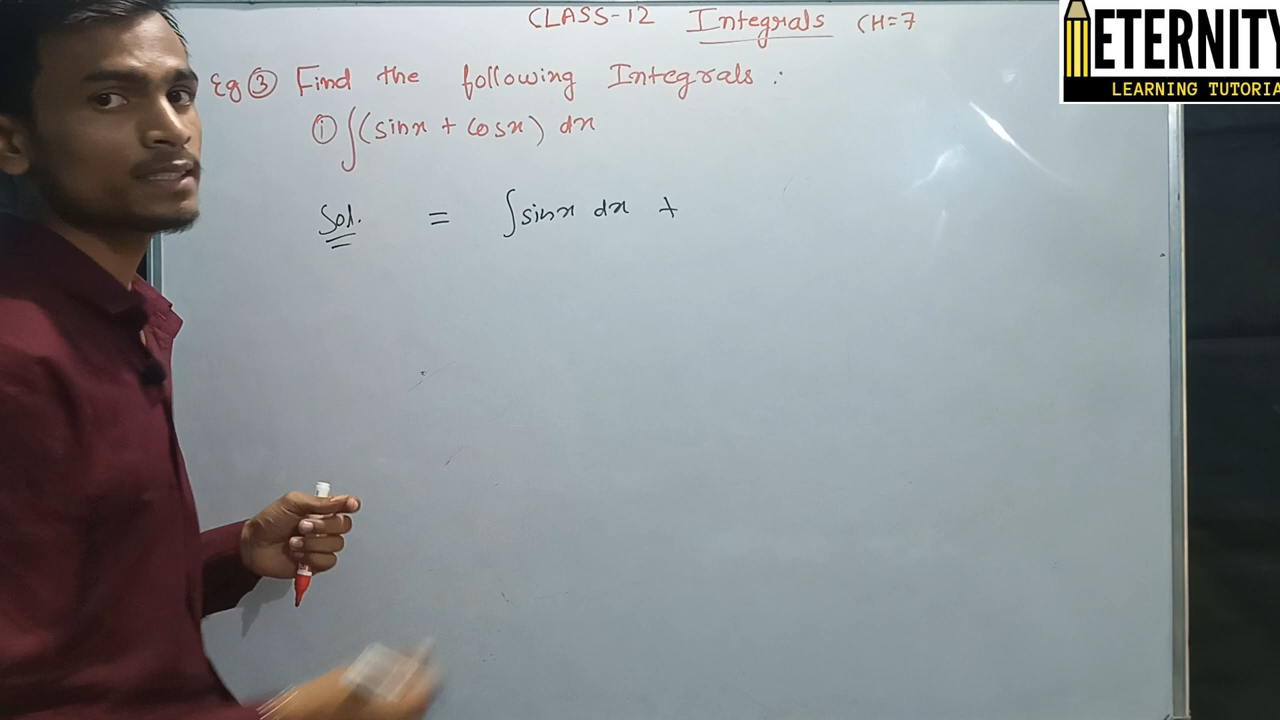 CLASS-12 Integrals CH=7
ETERNITY
LEARNING TUTORIA
Eg ③ Find the following Integrals :
① ∫(sinx + cosx) dx
Sol. = ∫sinx dx +